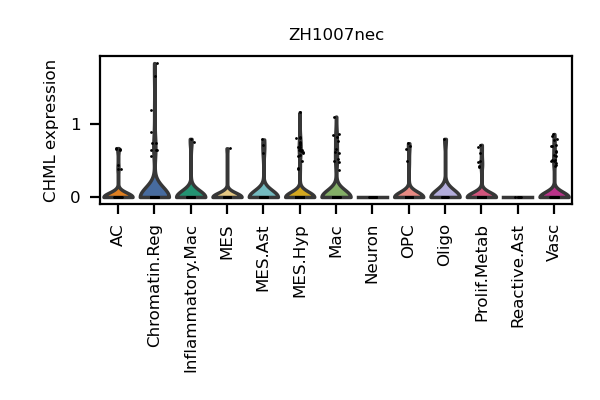 ZH1007nec
CHML expression
1
0
AC
Chromatin.Reg
Inflammatory.Mac
MES
MES.Ast
MES.Hyp
Mac
Neuron
OPC
Oligo
Prolif.Metab
Reactive.Ast
Vasc